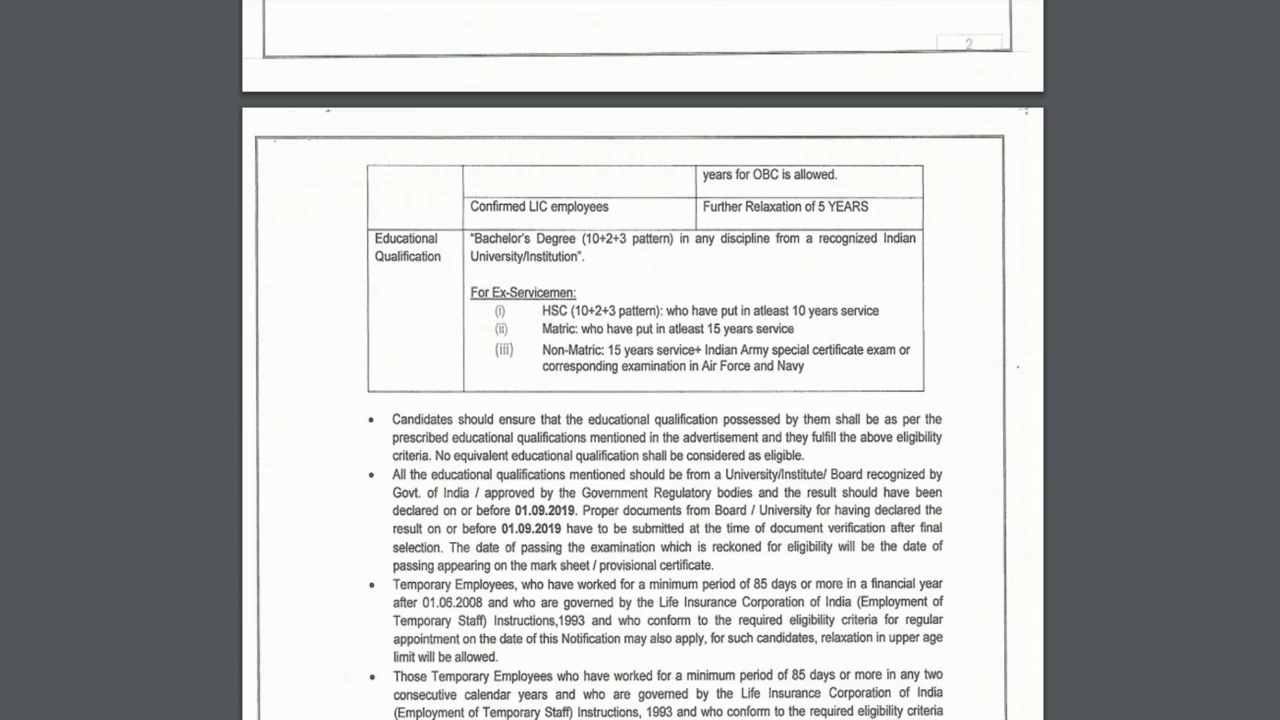 2
years for OBC is allowed.
Confirmed LIC employees
Further Relaxation of 5 YEARS
Educational
Qualification
"Bachelor's Degree (10+2+3 pattern) in any discipline from a recognized Indian
University/Institution".
For Ex-Servicemen:
(i) HSC (10+2+3 pattern): who have put in atleast 10 years service
(ii) Matric: who have put in atleast 15 years service
(iii) Non-Matric: 15 years service+ Indian Army special certificate exam or
corresponding examination in Air Force and Navy
• Candidates should ensure that the educational qualification possessed by them shall be as per the
prescribed educational qualifications mentioned in the advertisement and they fulfill the above eligibility
criteria. No equivalent educational qualification shall be considered as eligible.
• All the educational qualifications mentioned should be from a University/Institute/ Board recognized by
Govt. of India / approved by the Government Regulatory bodies and the result should have been
declared on or before 01.09.2019. Proper documents from Board / University for having declared the
result on or before 01.09.2019 have to be submitted at the time of document verification after final
selection. The date of passing the examination which is reckoned for eligibility will be the date of
passing appearing on the mark sheet / provisional certificate.
• Temporary Employees, who have worked for a minimum period of 85 days or more in a financial year
after 01.06.2008 and who are governed by the Life Insurance Corporation of India (Employment of
Temporary Staff) Instructions,1993 and who conform to the required eligibility criteria for regular
appointment on the date of this Notification may also apply, for such candidates, relaxation in upper age
limit will be allowed.
• Those Temporary Employees who have worked for a minimum period of 85 days or more in any two
consecutive calendar years and who are governed by the Life Insurance Corporation of India
(Employment of Temporary Staff) Instructions, 1993 and who conform to the required eligibility criteria